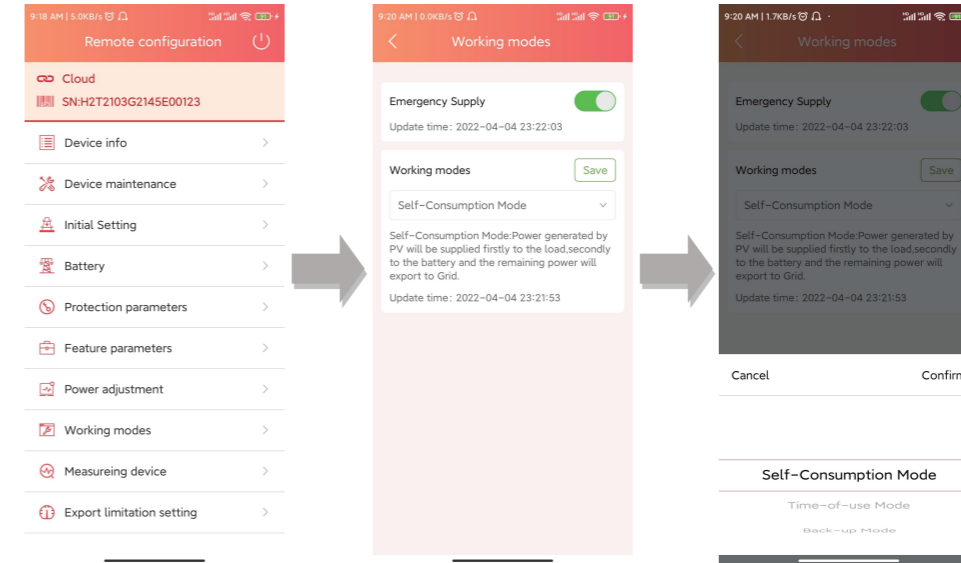 9:18 AM | 5.0KB/s
Remote configuration
Cloud
SN:H2T2103G2145E00123
Device info
Device maintenance
Initial Setting
Battery
Protection parameters
Feature parameters
Power adjustment
Working modes
Measureing device
Export limitation setting
9:20 AM | 0.0KB/s
Working modes
Emergency Supply
Update time: 2022-04-04 23:22:03
Working modes
Save
Self-Consumption Mode
Self-Consumption Mode:Power generated by
PV will be supplied firstly to the load,secondly
to the battery and the remaining power will
export to Grid.
Update time: 2022-04-04 23:21:53
9:20 AM | 1.7KB/s
Working modes
Emergency Supply
Update time: 2022-04-04 23:22:03
Working modes
Save
Self-Consumption Mode
Self-Consumption Mode:Power generated by
PV will be supplied firstly to the load,secondly
to the battery and the remaining power will
export to Grid.
Update time: 2022-04-04 23:21:53
Cancel
Confirm
Self-Consumption Mode
Time-of-use Mode
Back-up Mode